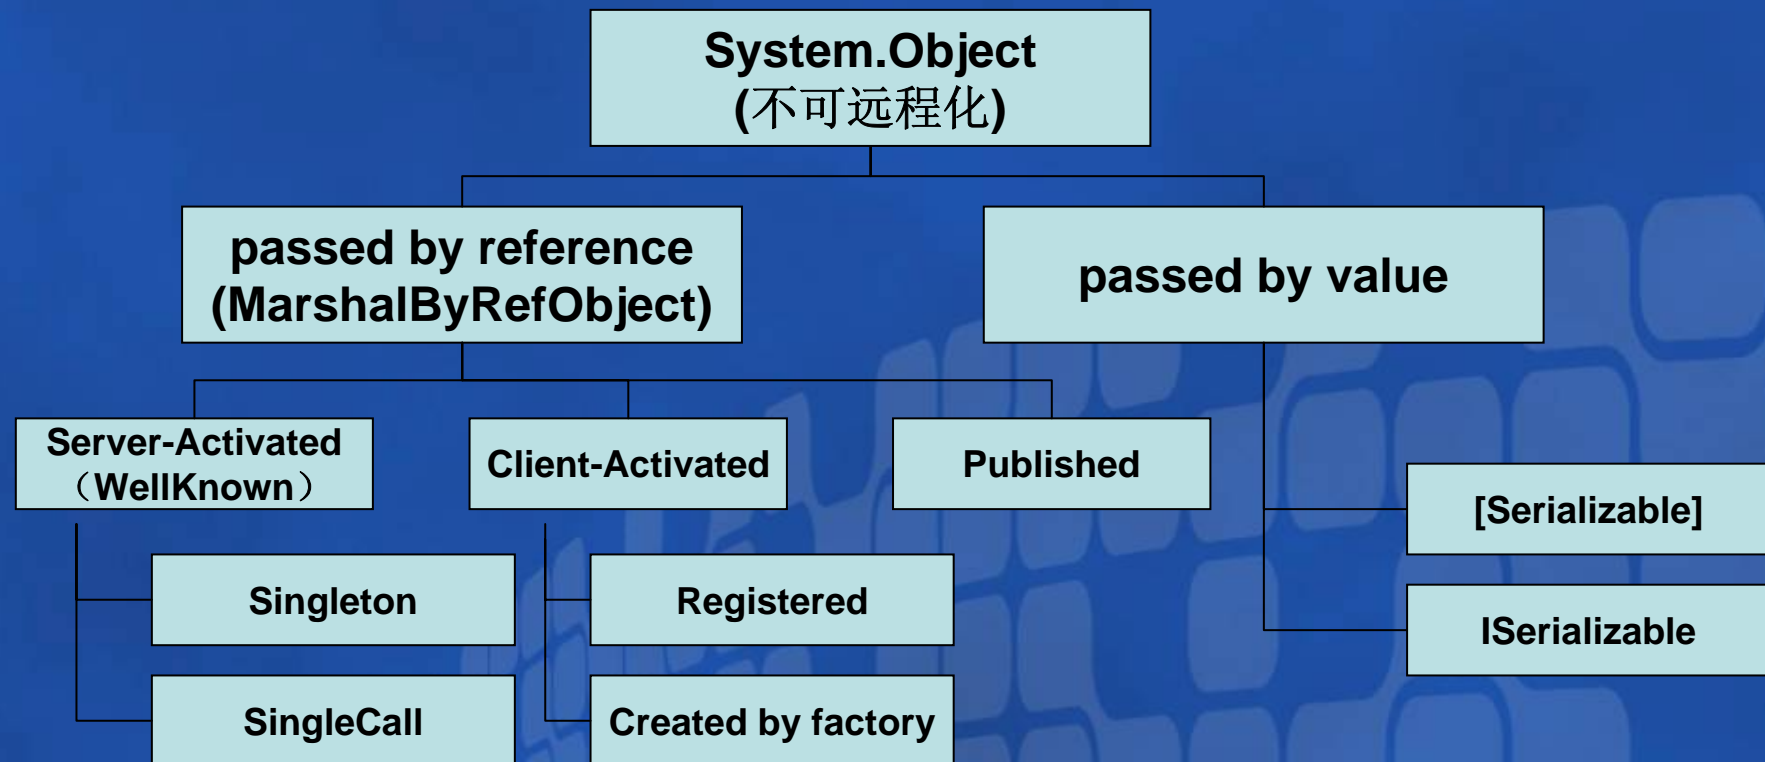 System.Object
(不可远程化)
passed by reference
(MarshalByRefObject)
passed by value
Server-Activated
（WellKnown）
Client-Activated
Published
[Serializable]
Singleton
Registered
ISerializable
SingleCall
Created by factory